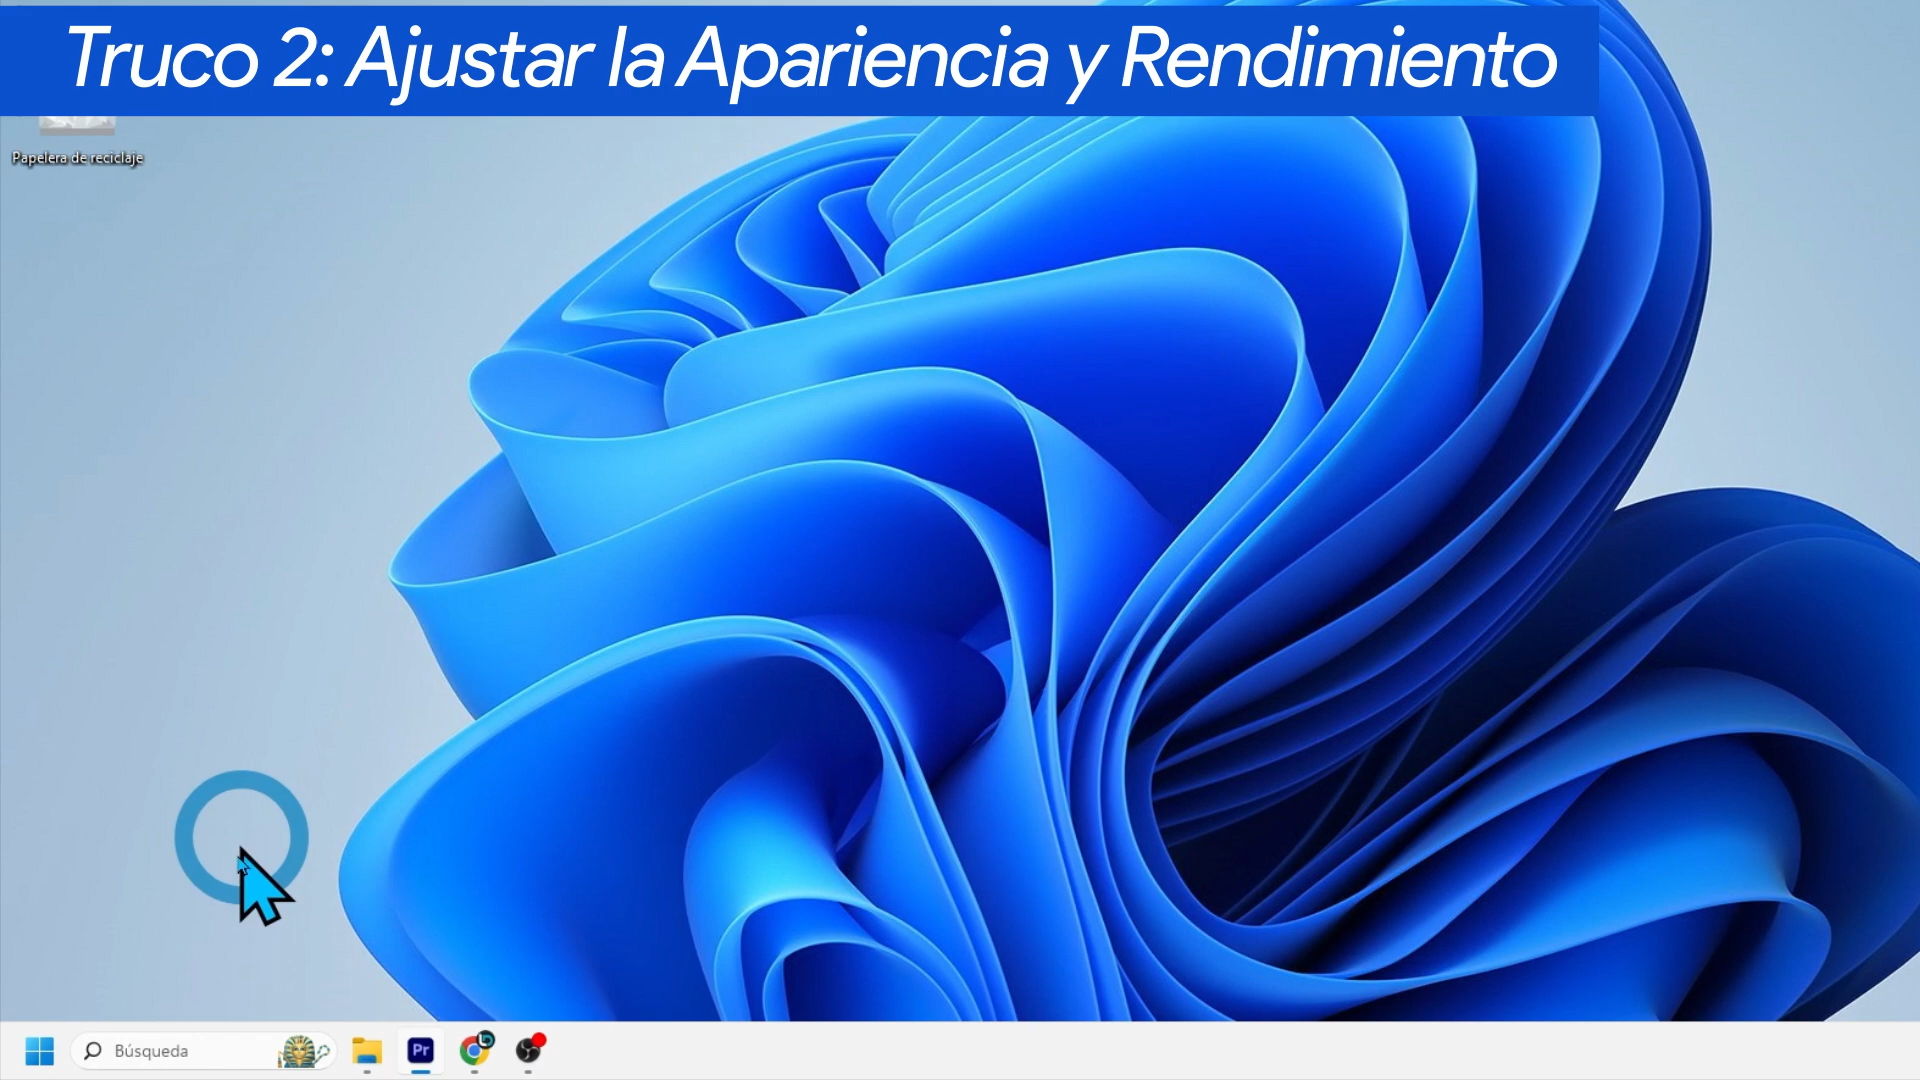 Truco 2: Ajustar la Apariencia y Rendimiento
Papelera de reciclaje
Búsqueda
Pr